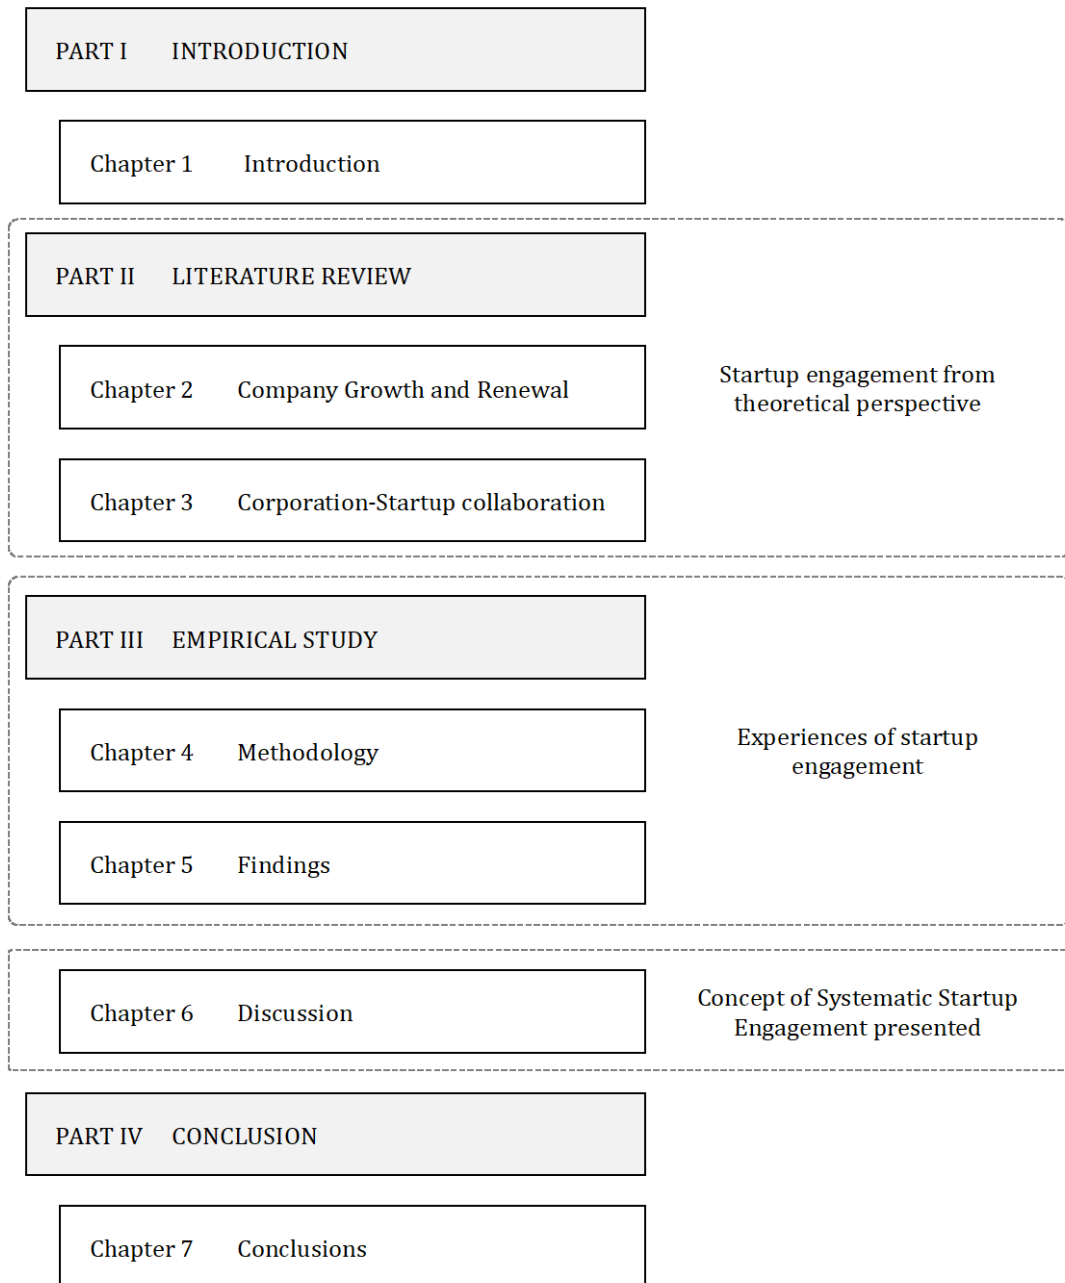 PART I INTRODUCTION
Chapter 1 Introduction
PART II LITERATURE REVIEW
Chapter 2 Company Growth and Renewal
Startup engagement from
theoretical perspective
Chapter 3 Corporation-Startup collaboration
PART III EMPIRICAL STUDY
Chapter 4 Methodology
Experiences of startup
engagement
Chapter 5 Findings
Chapter 6 Discussion
Concept of Systematic Startup
Engagement presented
PART IV CONCLUSION
Chapter 7 Conclusions